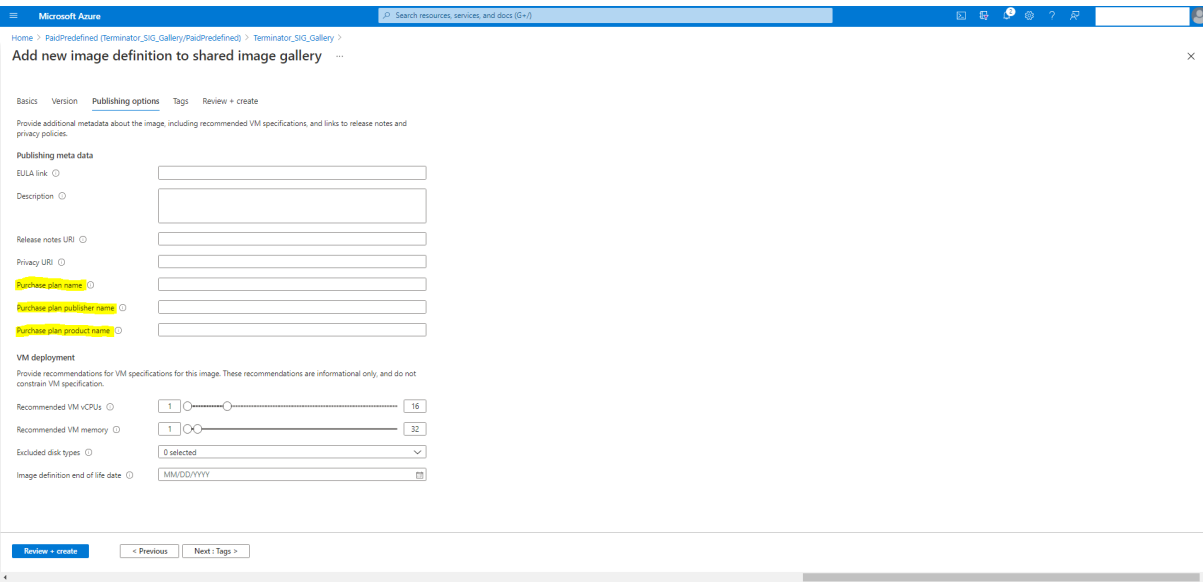 Microsoft Azure
Search resources, services, and docs (G+/)
2
Home > PaidPredefined (Terminator_SIG_Gallery/PaidPredefined) > Terminator_SIG_Gallery >
Add new image definition to shared image gallery ...
Basics Version Publishing options Tags Review + create
Provide additional metadata about the image, including recommended VM specifications, and links to release notes and
privacy policies.
Publishing meta data
EULA link
Description
Release notes URI
Privacy URI
Purchase plan name
Purchase plan publisher name
Purchase plan product name
VM deployment
Provide recommendations for VM specifications for this image. These recommendations are informational only, and do not
constrain VM specification.
Recommended VM vCPUs 1 16
Recommended VM memory 1 32
Excluded disk types 0 selected
Image definition end of life date MM/DD/YYYY
Review + create < Previous Next : Tags >